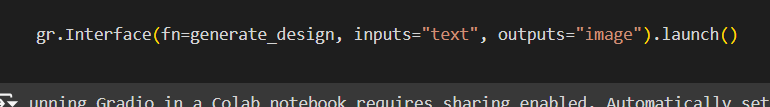 gr.Interface(fn=generate_design, inputs="text", outputs="image").launch()
unning Gradio in a Colab notebook requires sharing enabled. Automatically set